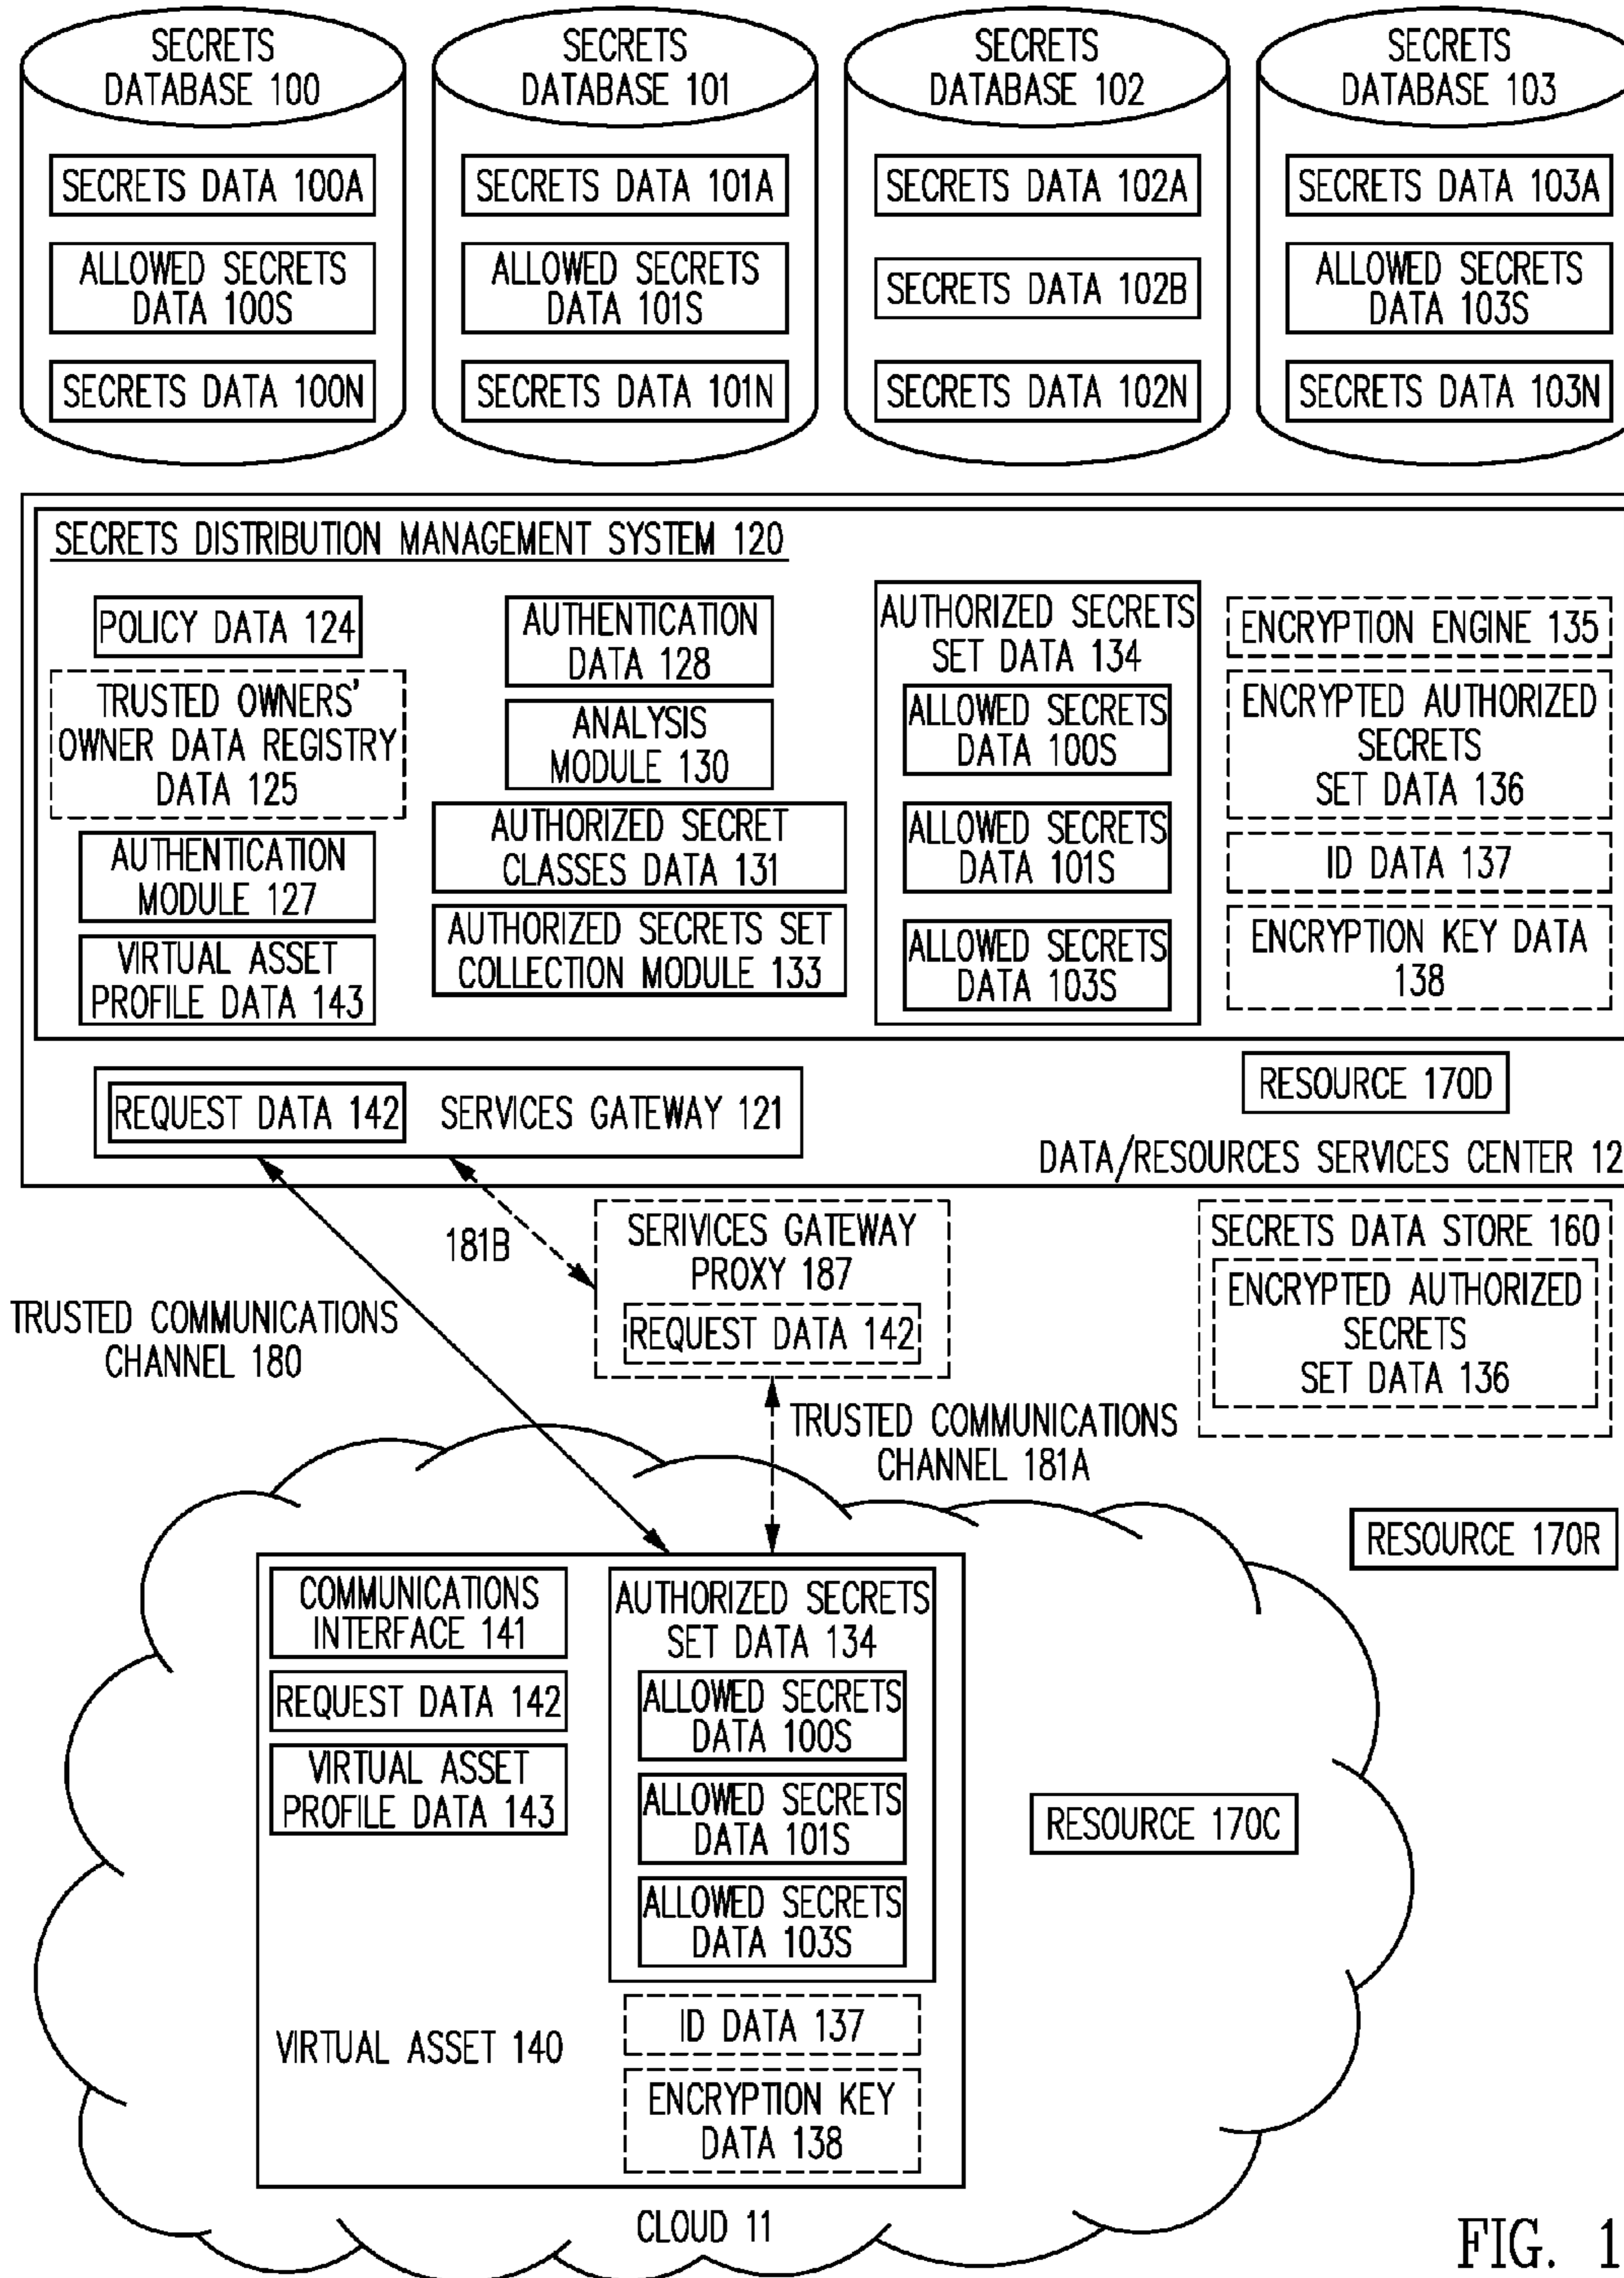 SECRETS
DATABASE 100
SECRETS DATA 100A
ALLOWED SECRETS
DATA 100S
SECRETS DATA 100N
SECRETS
DATABASE 101
SECRETS DATA 101A
ALLOWED SECRETS
DATA 101S
SECRETS DATA 101N
SECRETS
DATABASE 102
SECRETS DATA 102A
SECRETS DATA 102B
SECRETS DATA 102N
SECRETS
DATABASE 103
SECRETS DATA 103A
ALLOWED SECRETS
DATA 103S
SECRETS DATA 103N
SECRETS DISTRIBUTION MANAGEMENT SYSTEM 120
POLICY DATA 124
TRUSTED OWNERS'
OWNER DATA REGISTRY
DATA 125
AUTHENTICATION
MODULE 127
VIRTUAL ASSET
PROFILE DATA 143
AUTHENTICATION
DATA 128
ANALYSIS
MODULE 130
AUTHORIZED SECRET
CLASSES DATA 131
AUTHORIZED SECRETS SET
COLLECTION MODULE 133
AUTHORIZED SECRETS
SET DATA 134
ALLOWED SECRETS
DATA 100S
ALLOWED SECRETS
DATA 101S
ALLOWED SECRETS
DATA 103S
ENCRYPTION ENGINE 135
ENCRYPTED AUTHORIZED
SECRETS
SET DATA 136
ID DATA 137
ENCRYPTION KEY DATA
138
REQUEST DATA 142
SERVICES GATEWAY 121
RESOURCE 170D
DATA/RESOURCES SERVICES CENTER 12
181B
SERIVICES GATEWAY
PROXY 187
REQUEST DATA 142
SECRETS DATA STORE 160
ENCRYPTED AUTHORIZED
SECRETS
SET DATA 136
TRUSTED COMMUNICATIONS
CHANNEL 180
TRUSTED COMMUNICATIONS
CHANNEL 181A
RESOURCE 170R
COMMUNICATIONS
INTERFACE 141
REQUEST DATA 142
VIRTUAL ASSET
PROFILE DATA 143
AUTHORIZED SECRETS
SET DATA 134
ALLOWED SECRETS
DATA 100S
ALLOWED SECRETS
DATA 101S
ALLOWED SECRETS
DATA 103S
RESOURCE 170C
ID DATA 137
VIRTUAL ASSET 140
ENCRYPTION KEY
DATA 138
CLOUD 11
FIG. 1